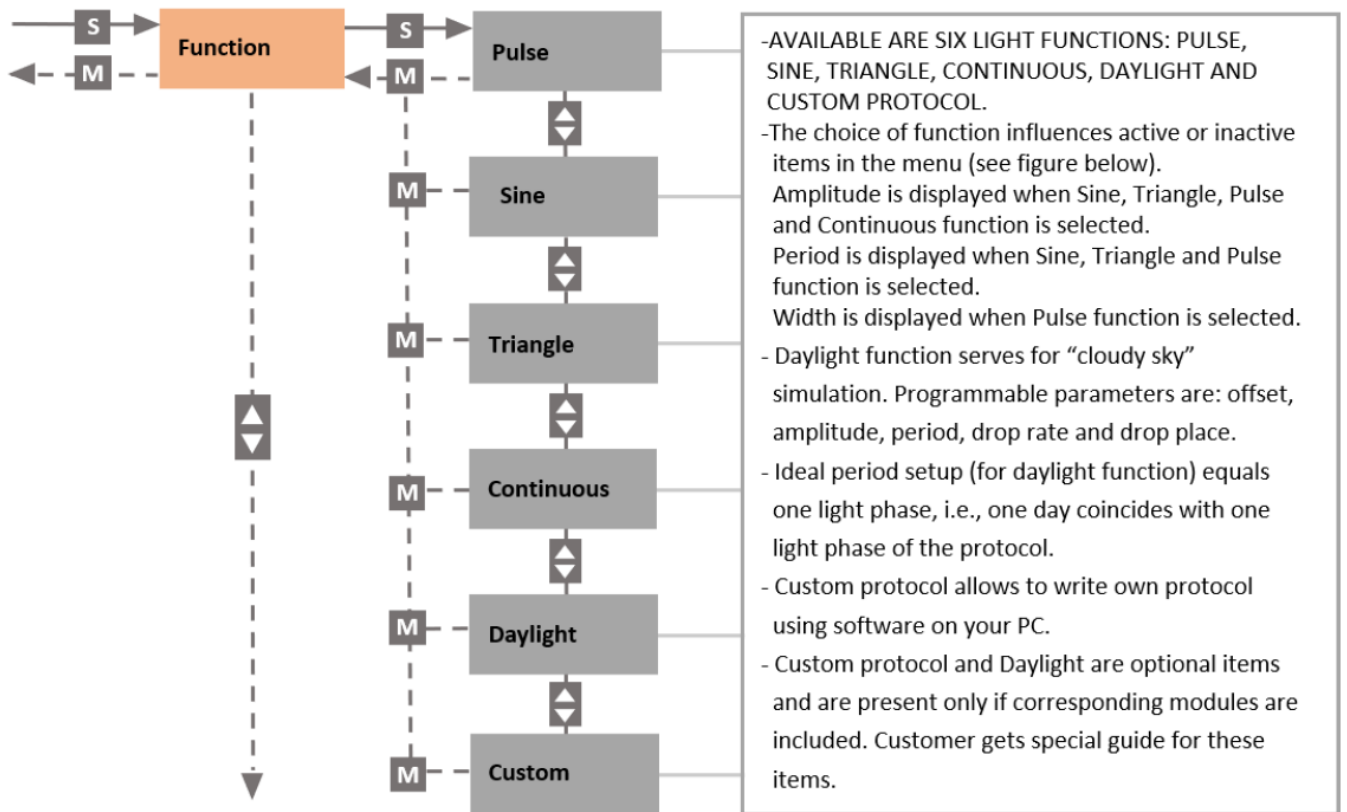 S
Function
M
S
Pulse
M
M
Sine
M
Triangle
M
Continuous
M
Daylight
M
Custom
-AVAILABLE ARE SIX LIGHT FUNCTIONS: PULSE,
SINE, TRIANGLE, CONTINUOUS, DAYLIGHT AND
CUSTOM PROTOCOL.
-The choice of function influences active or inactive
items in the menu (see figure below).
Amplitude is displayed when Sine, Triangle, Pulse
and Continuous function is selected.
Period is displayed when Sine, Triangle and Pulse
function is selected.
Width is displayed when Pulse function is selected.
- Daylight function serves for “cloudy sky”
simulation. Programmable parameters are: offset,
amplitude, period, drop rate and drop place.
- Ideal period setup (for daylight function) equals
one light phase, i.e., one day coincides with one
light phase of the protocol.
- Custom protocol allows to write own protocol
using software on your PC.
- Custom protocol and Daylight are optional items
and are present only if corresponding modules are
included. Customer gets special guide for these
items.